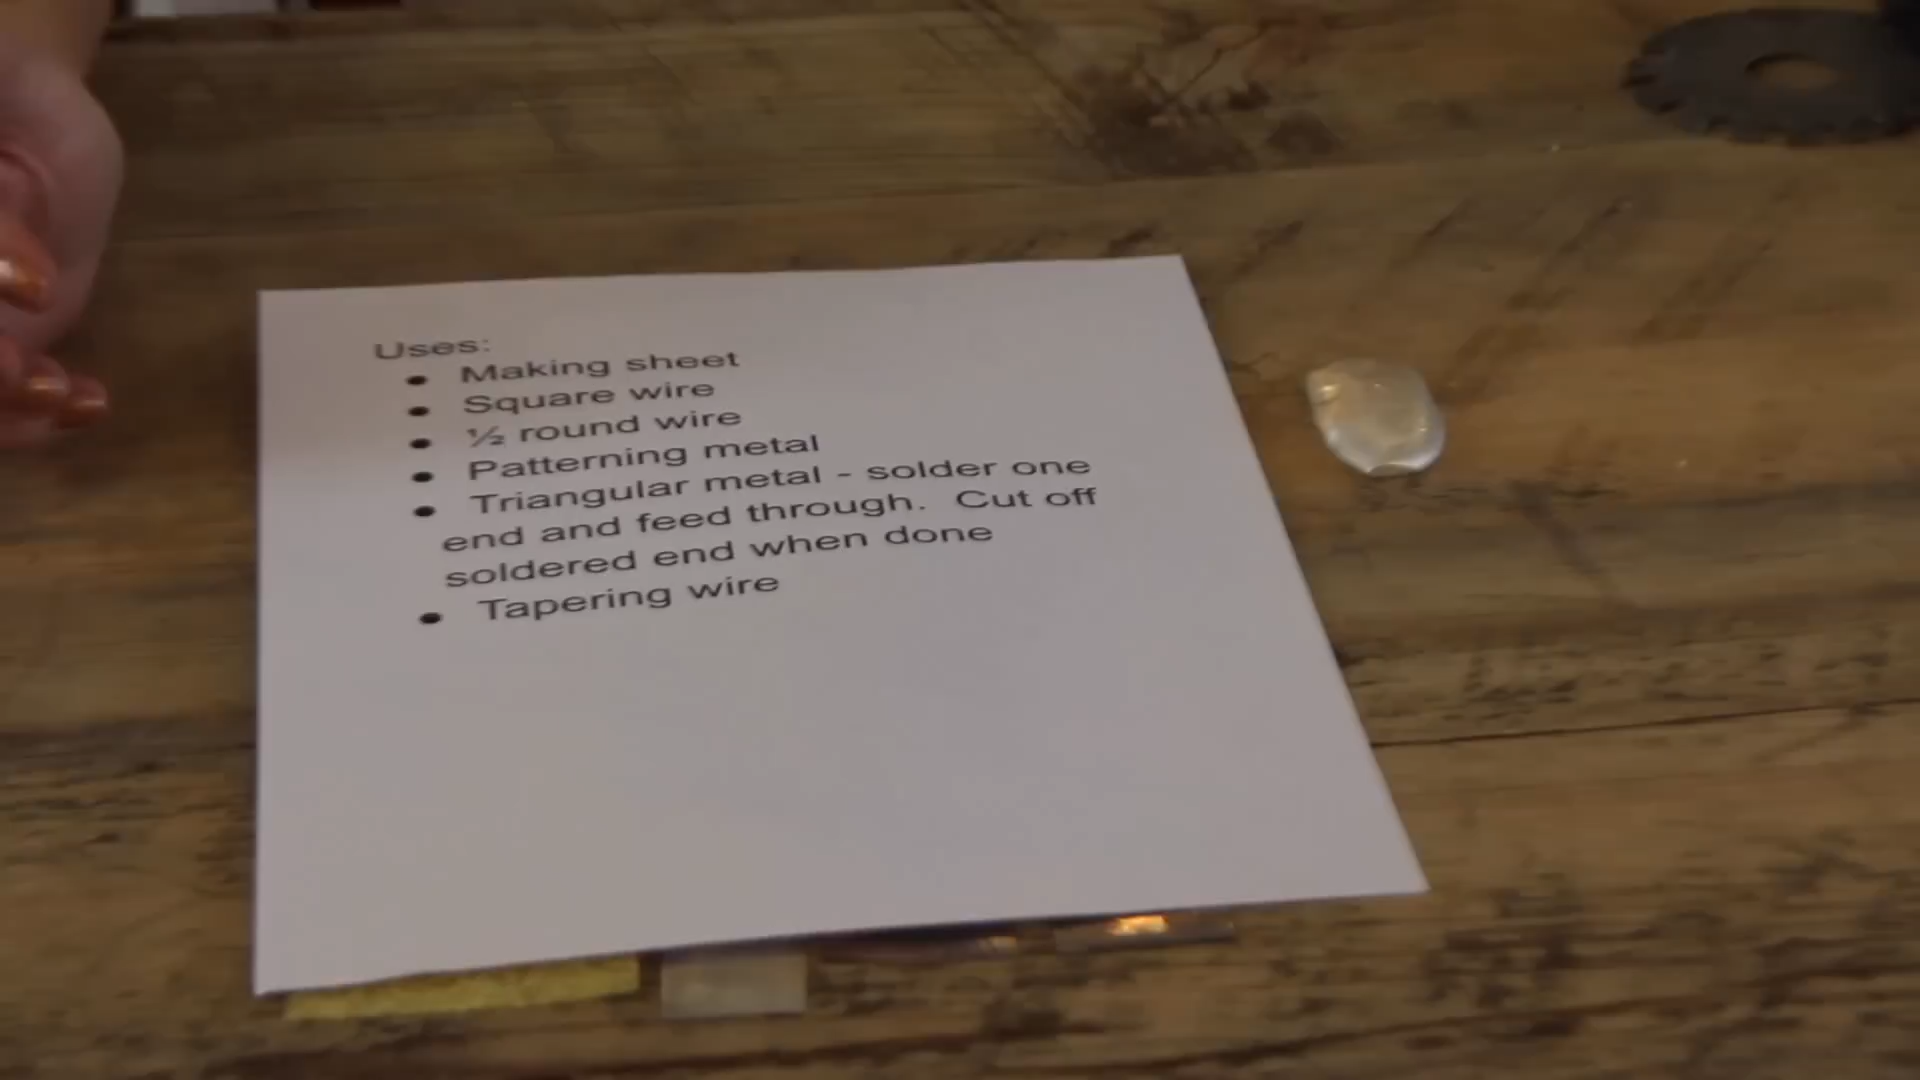 Uses:
• Making sheet
• Square wire
• ½ round wire
• Patterning metal
• Triangular metal - solder one
end and feed through. Cut off
soldered end when done
• Tapering wire